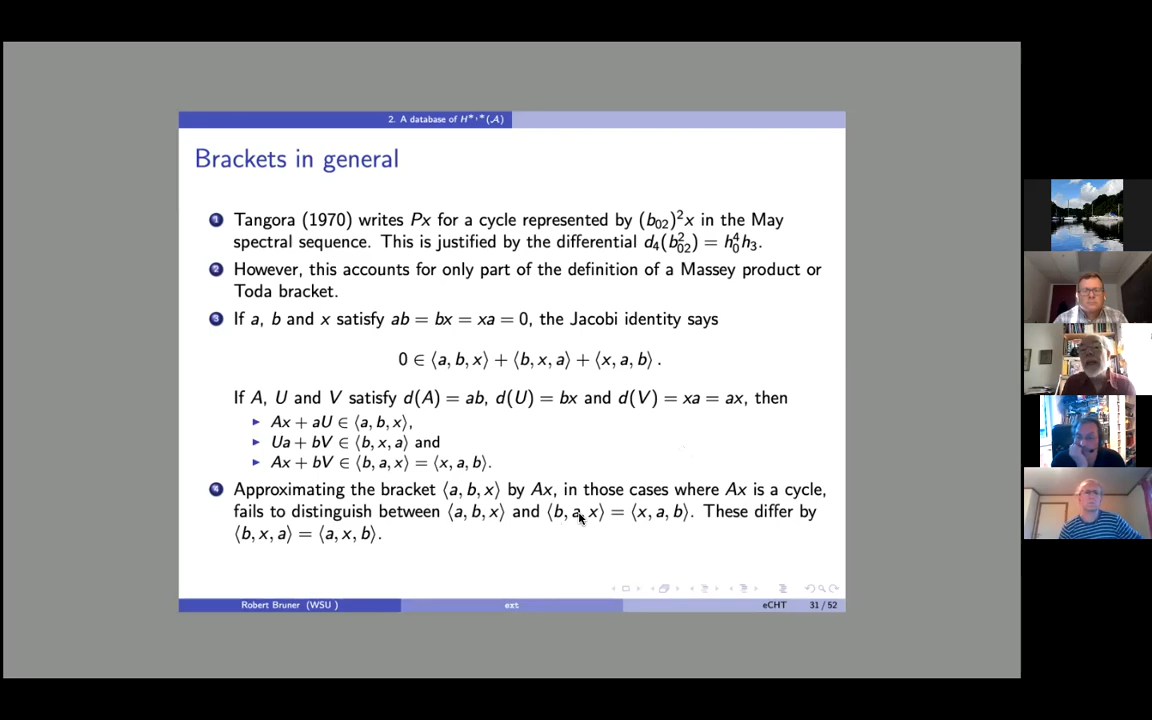 2. A database of H*,*(𝒜)
Brackets in general
1 Tangora (1970) writes Px for a cycle represented by (b₀₂)²x in the May
spectral sequence. This is justified by the differential d₄(b₀₂²) = h₀⁴h₃.
2 However, this accounts for only part of the definition of a Massey product or
Toda bracket.
3 If a, b and x satisfy ab = bx = xa = 0, the Jacobi identity says
0 ∈ ⟨a, b, x⟩ + ⟨b, x, a⟩ + ⟨x, a, b⟩ .
If A, U and V satisfy d(A) = ab, d(U) = bx and d(V) = xa = ax, then
▶ Ax + aU ∈ ⟨a, b, x⟩,
▶ Ua + bV ∈ ⟨b, x, a⟩ and
▶ Ax + bV ∈ ⟨b, a, x⟩ = ⟨x, a, b⟩.
4 Approximating the bracket ⟨a, b, x⟩ by Ax, in those cases where Ax is a cycle,
fails to distinguish between ⟨a, b, x⟩ and ⟨b, a, x⟩ = ⟨x, a, b⟩. These differ by
⟨b, x, a⟩ = ⟨a, x, b⟩.
Robert Bruner (WSU ) ext eCHT 31 / 52